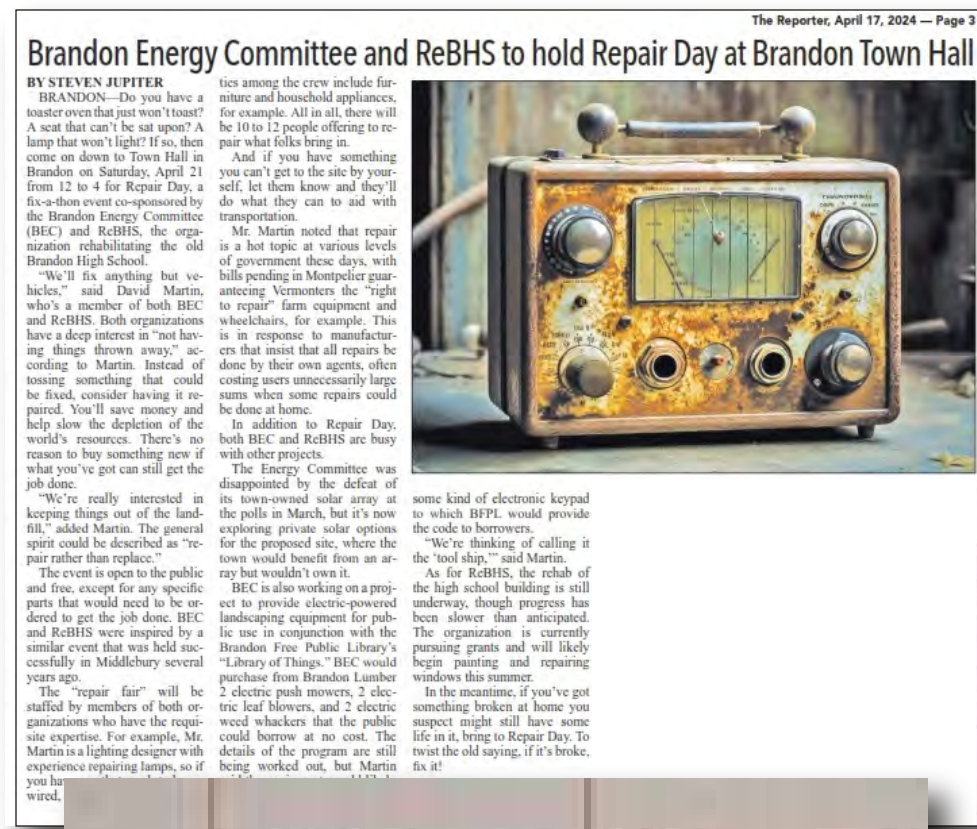 The Reporter, April 17, 2024 — Page 3
Brandon Energy Committee and ReBHS to hold Repair Day at Brandon Town Hall
BY STEVEN JUPITER
BRANDON—Do you have a
toaster oven that just won't toast?
A seat that can't be sat upon? A
lamp that won't light? If so, then
come on down to Town Hall in
Brandon on Saturday, April 21
from 12 to 4 for Repair Day, a
fix-a-thon event co-sponsored by
the Brandon Energy Committee
(BEC) and ReBHS, the orga-
nization rehabilitating the old
Brandon High School.
"We'll fix anything but ve-
hicles," said David Martin,
who's a member of both BEC
and ReBHS. Both organizations
have a deep interest in "not hav-
ing things thrown away," ac-
cording to Martin. Instead of
tossing something that could
be fixed, consider having it re-
paired. You'll save money and
help slow the depletion of the
world's resources. There's no
reason to buy something new if
what you've got can still get the
job done.
"We're really interested in
keeping things out of the land-
fill," added Martin. The general
spirit could be described as "re-
pair rather than replace."
The event is open to the public
and free, except for any specific
parts that would need to be or-
dered to get the job done. BEC
and ReBHS were inspired by a
similar event that was held suc-
cessfully in Middlebury several
years ago.
The "repair fair" will be
staffed by members of both or-
ganizations who have the requi-
site expertise. For example, Mr.
Martin is a lighting designer with
experience repairing lamps, so if
you
wired,
ties among the crew include fur-
niture and household appliances,
for example. All in all, there will
be 10 to 12 people offering to re-
pair what folks bring in.
And if you have something
you can't get to the site by your-
self, let them know and they'll
do what they can to aid with
transportation.
Mr. Martin noted that repair
is a hot topic at various levels
of government these days, with
bills pending in Montpelier guar-
anteeing Vermonters the "right
to repair" farm equipment and
wheelchairs, for example. This
is in response to manufactur-
ers that insist that all repairs be
done by their own agents, often
costing users unnecessarily large
sums when some repairs could
be done at home.
In addition to Repair Day,
both BEC and ReBHS are busy
with other projects.
The Energy Committee was
disappointed by the defeat of
its town-owned solar array at
the polls in March, but it's now
exploring private solar options
for the proposed site, where the
town would benefit from an ar-
ray but wouldn't own it.
BEC is also working on a proj-
ect to provide electric-powered
landscaping equipment for pub-
lic use in conjunction with the
Brandon Free Public Library's
"Library of Things." BEC would
purchase from Brandon Lumber
2 electric push mowers, 2 elec-
tric leaf blowers, and 2 electric
weed whackers that the public
could borrow at no cost. The
details of the program are still
being worked out, but Martin
some kind of electronic keypad
to which BFPL would provide
the code to borrowers.
"We're thinking of calling it
the 'tool ship,'" said Martin.
As for ReBHS, the rehab of
the high school building is still
underway, though progress has
been slower than anticipated.
The organization is currently
pursuing grants and will likely
begin painting and repairing
windows this summer.
In the meantime, if you've got
something broken at home you
suspect might still have some
life in it, bring to Repair Day. To
twist the old saying, if it's broke,
fix it!